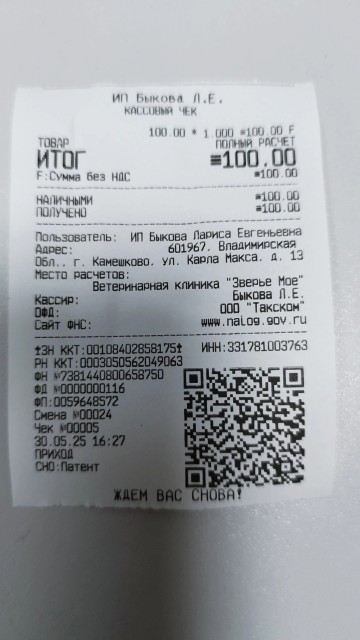 ИП Быкова Л.Е.
КАССОВЫЙ ЧЕК
100.00 * 1.000 =100.00 F
ТОВАР ПОЛНЫЙ РАСЧЕТ
ИТОГ =100.00
F:Сумма без НДС =100.00
НАЛИЧНЫМИ =100.00
ПОЛУЧЕНО =100.00
Пользователь: ИП Быкова Лариса Евгеньевна
Адрес: 601967, Владимирская
Обл., г. Камешково, ул. Карла Макса, д. 13
Место расчетов:
Ветеринарная клиника "Зверье Мое"
Кассир: Быкова Л.Е.
ОФД: ООО "Такском"
Сайт ФНС: www.nalog.gov.ru
ЗН ККТ:00108402858175 ИНН:331781003763
РН ККТ:0003050562049063
ФН №7381440800658750
ФД №0000000116
ФП:0059648572
Смена №00024
Чек №00005
30.05.25 16:27
ПРИХОД
СНО:Патент
ЖДЕМ ВАС СНОВА!